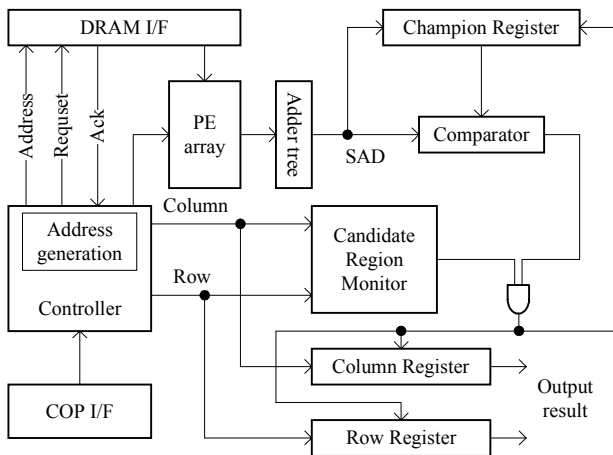 DRAM I/F
Champion Register
Address
Requset
Ack
PE
array
Adder tree
Comparator
SAD
Column
Address
generation
Candidate
Region
Monitor
Row
Controller
Column Register
Output
result
COP I/F
Row Register